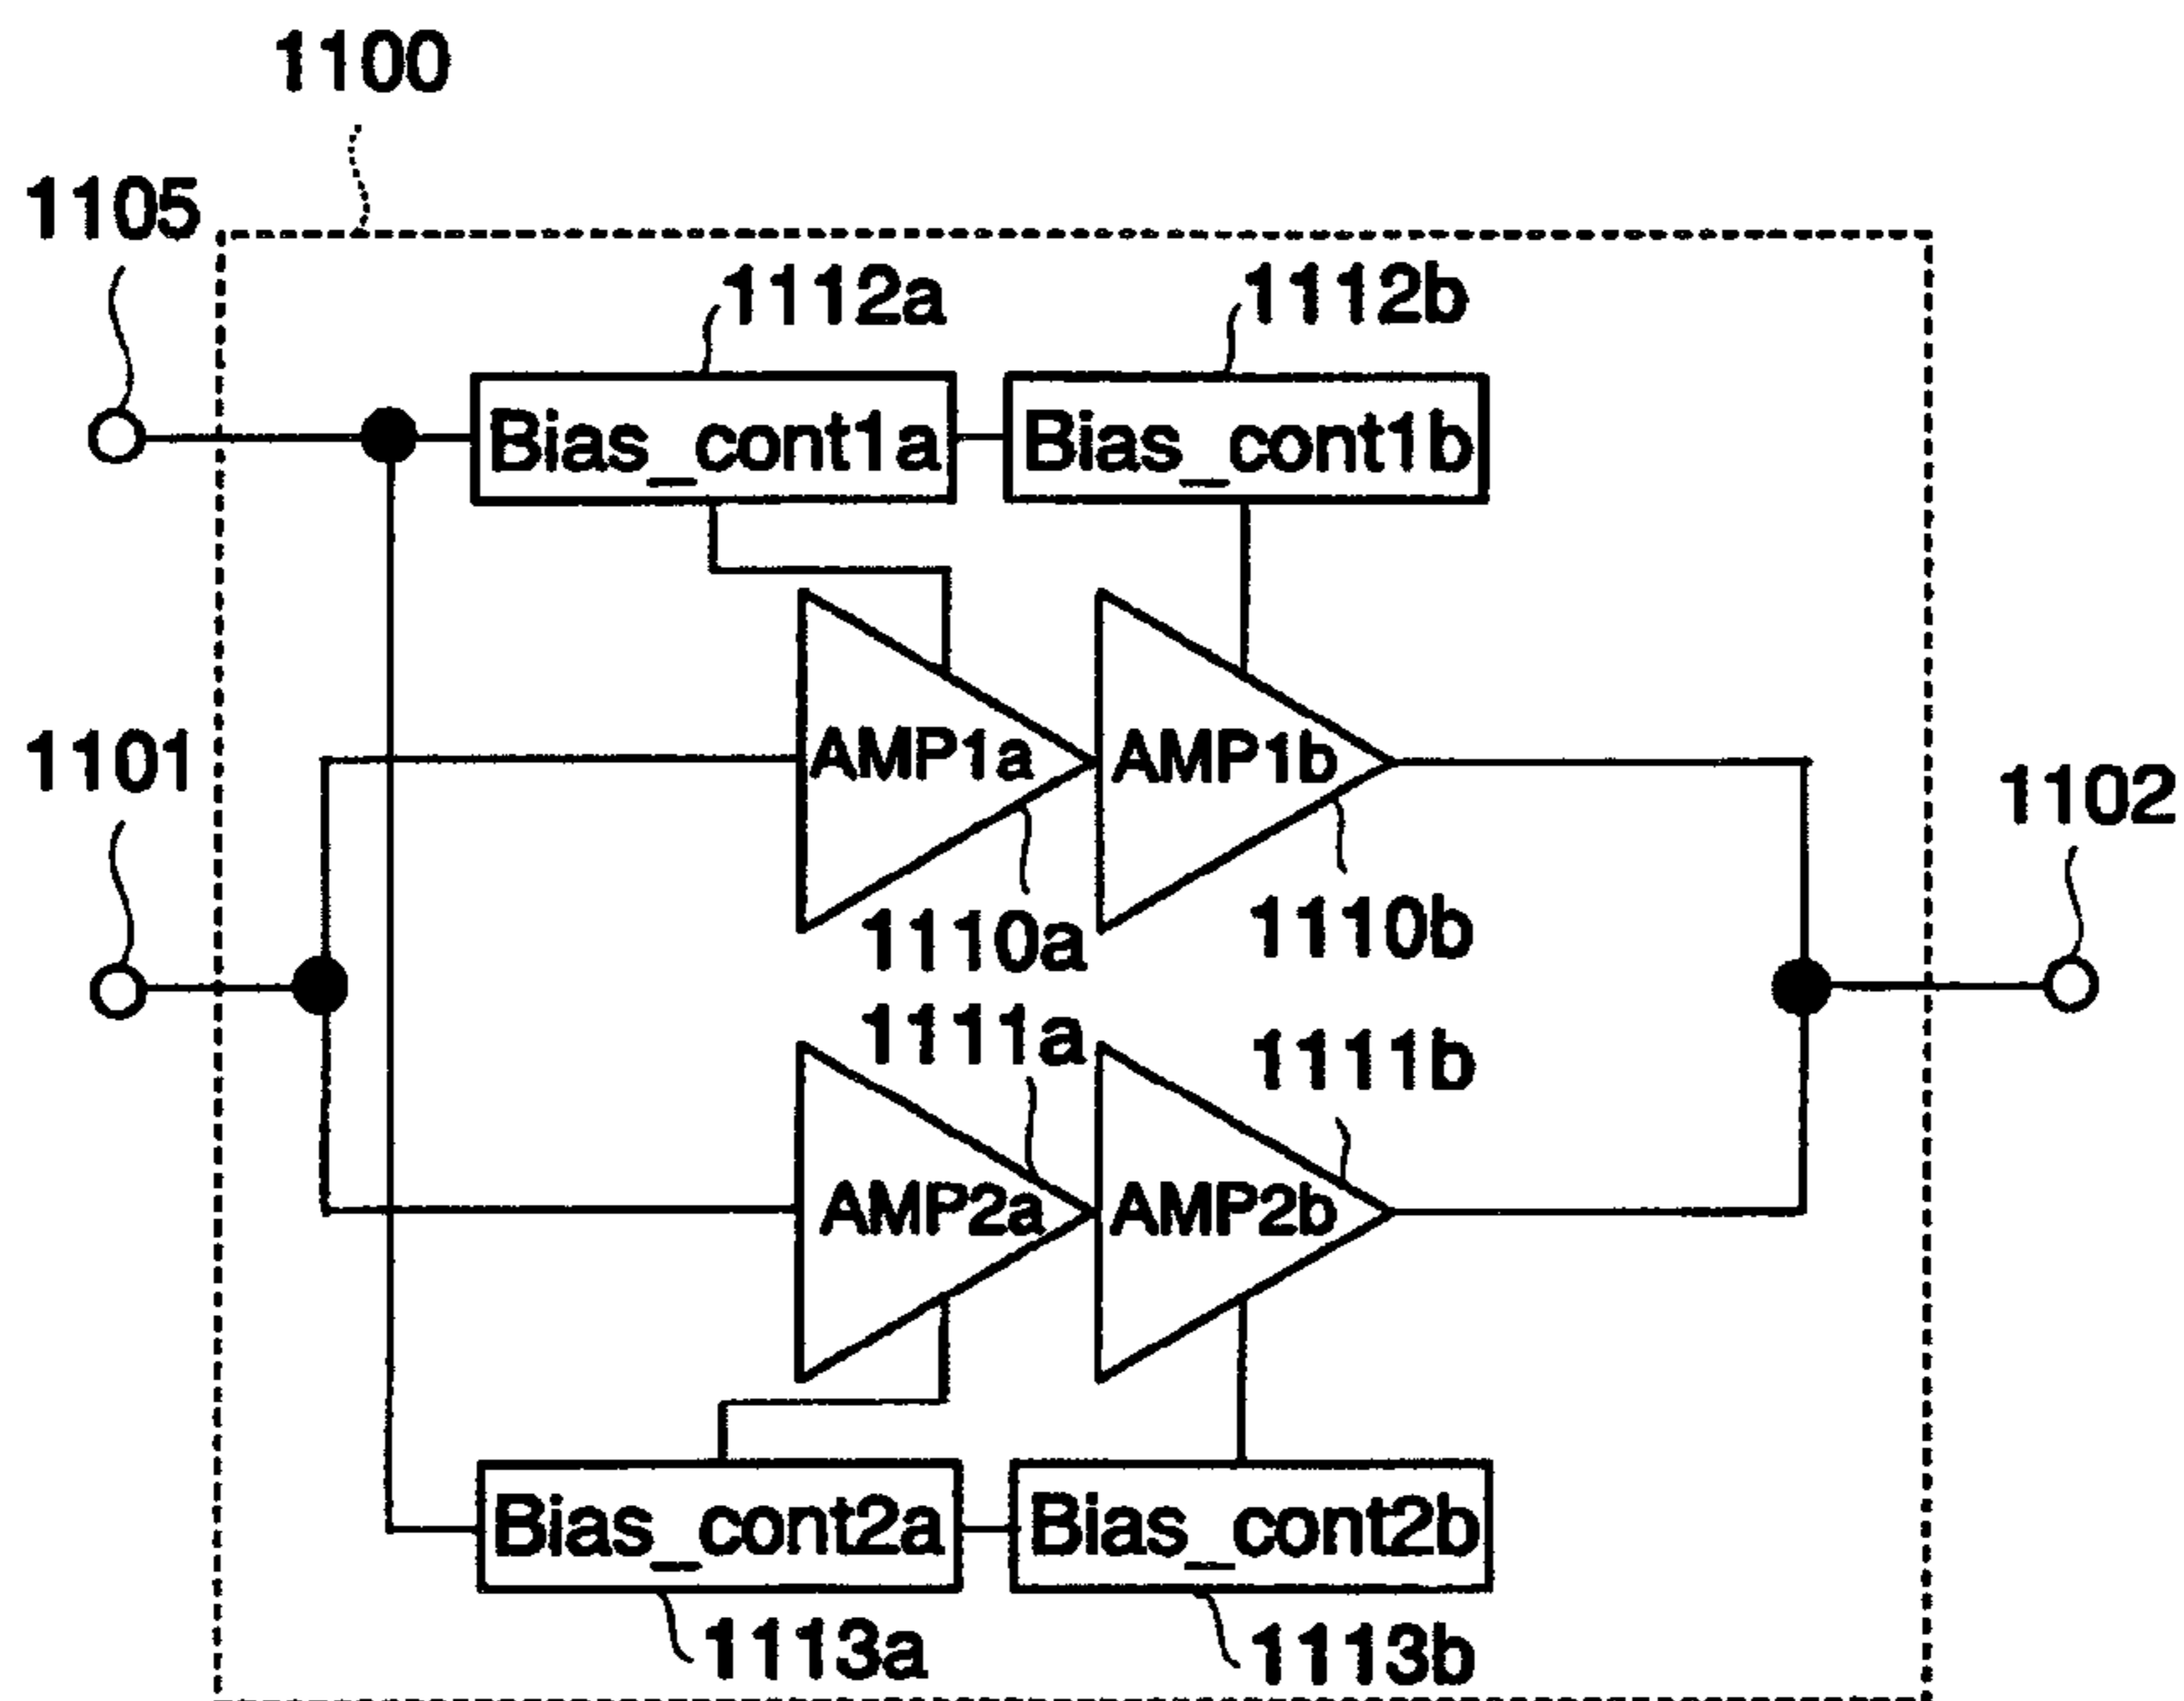 1100
1105
1112a
1112b
Bias_cont1a
Bias_cont1b
1101
AMP1a
AMP1b
1102
1110a
1110b
1111a
1111b
AMP2a
AMP2b
Bias_cont2a
Bias_cont2b
1113a
1113b